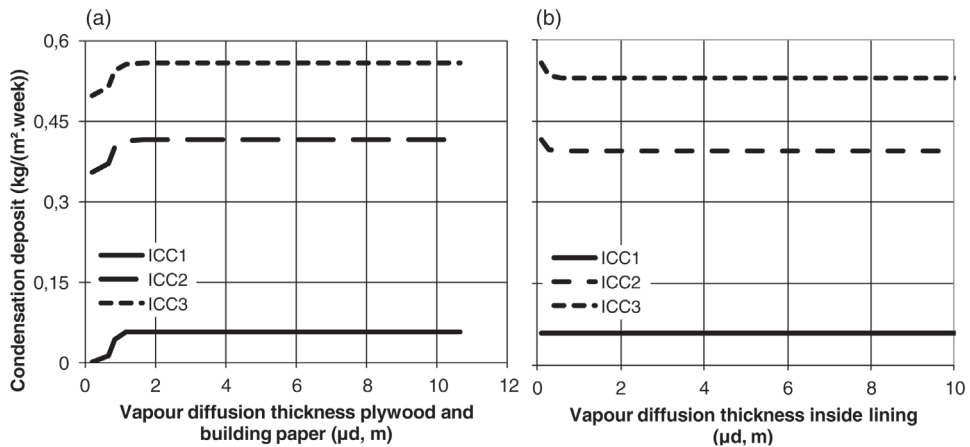 (a)
Condensation deposit (kg/(m².week))
0,6
0,45
0,3
0,15
0
ICC1
ICC2
ICC3
0 2 4 6 8 10 12
Vapour diffusion thickness plywood and
building paper (µd, m)
(b)
ICC1
ICC2
ICC3
0 2 4 6 8 10
Vapour diffusion thickness inside lining
(µd, m)